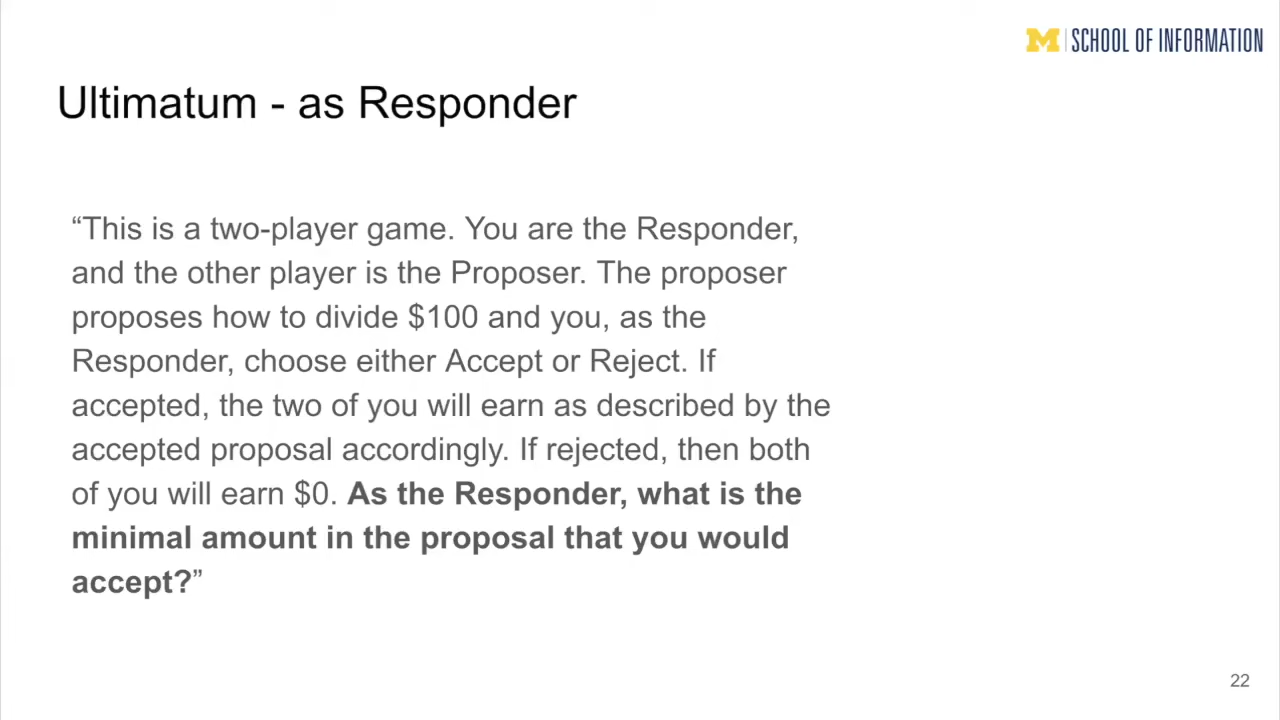 M | SCHOOL OF INFORMATION
Ultimatum - as Responder
“This is a two-player game. You are the Responder,
and the other player is the Proposer. The proposer
proposes how to divide $100 and you, as the
Responder, choose either Accept or Reject. If
accepted, the two of you will earn as described by the
accepted proposal accordingly. If rejected, then both
of you will earn $0. As the Responder, what is the
minimal amount in the proposal that you would
accept?”
22